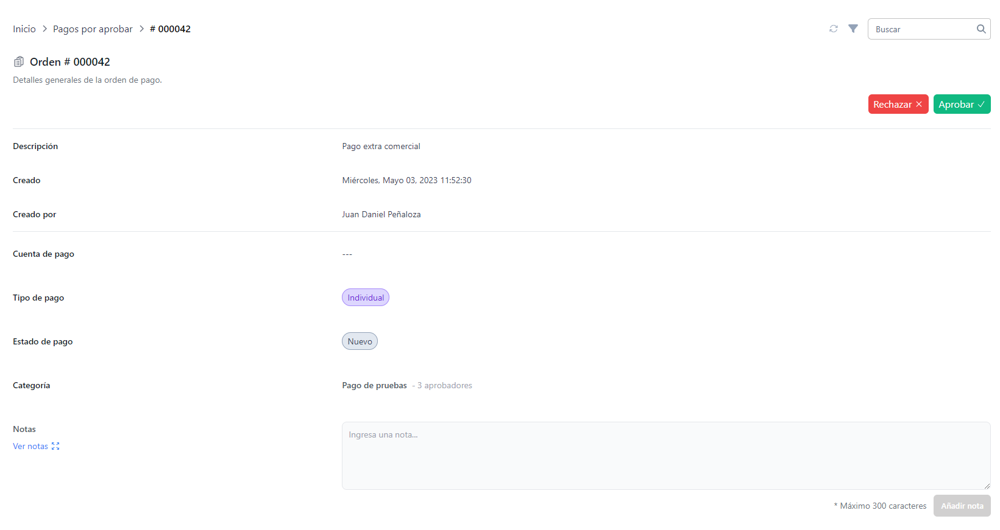 Inicio > Pagos por aprobar > # 000042
Buscar
Orden # 000042
Detalles generales de la orden de pago.
Rechazar
Aprobar
Descripción
Pago extra comercial
Creado
Miércoles, Mayo 03, 2023 11:52:30
Creado por
Juan Daniel Peñaloza
Cuenta de pago
---
Tipo de pago
Individual
Estado de pago
Nuevo
Categoría
Pago de pruebas - 3 aprobadores
Notas
Ver notas
Ingresa una nota...
* Máximo 300 caracteres
Añadir nota